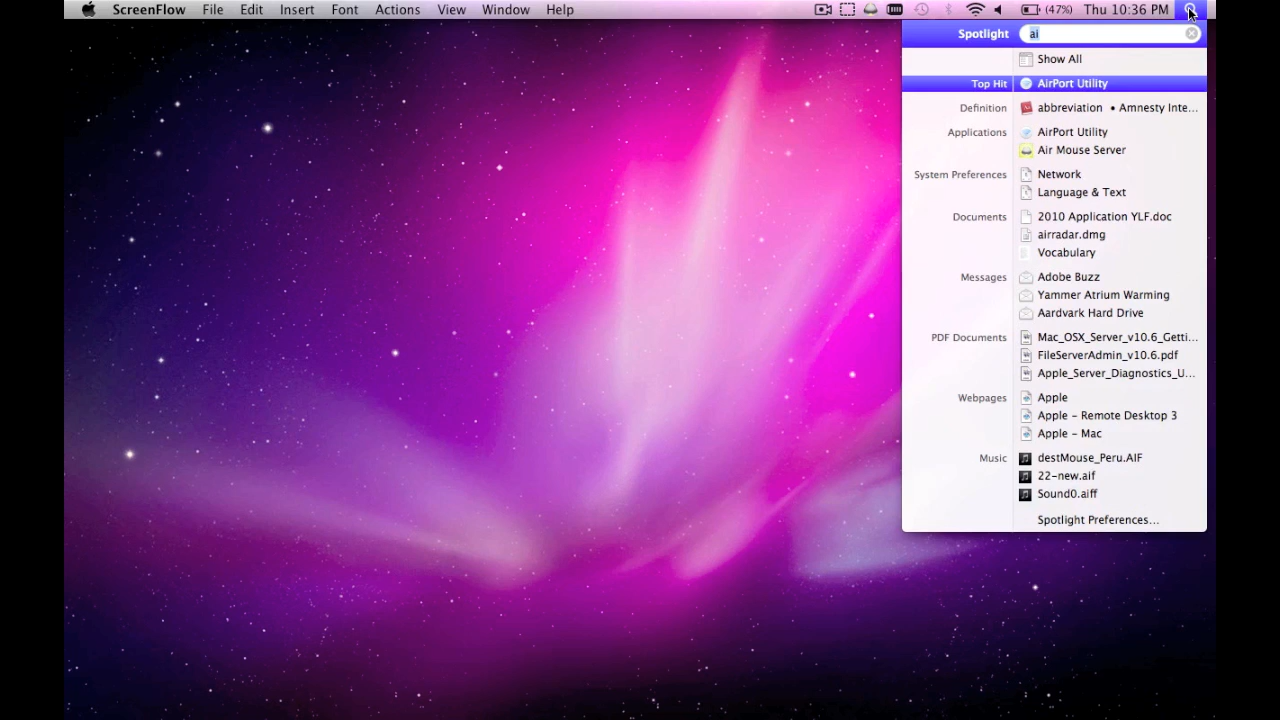 ScreenFlow File Edit Insert Font Actions View Window Help (47%) Thu 10:36 PM
Spotlight ai
Show All
Top Hit AirPort Utility
Definition abbreviation • Amnesty Inte...
Applications AirPort Utility
Air Mouse Server
System Preferences Network
Language & Text
Documents 2010 Application YLF.doc
airradar.dmg
Vocabulary
Messages Adobe Buzz
Yammer Atrium Warming
Aardvark Hard Drive
PDF Documents Mac_OSX_Server_v10.6_Getti...
FileServerAdmin_v10.6.pdf
Apple_Server_Diagnostics_U...
Webpages Apple
Apple – Remote Desktop 3
Apple – Mac
Music destMouse_Peru.AIF
22-new.aif
Sound0.aiff
Spotlight Preferences...